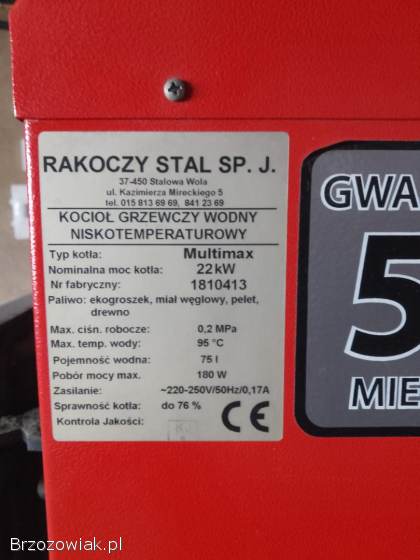 RAKOCZY STAL SP. J.
37-450 Stalowa Wola
ul. Kazimierza Mireckiego 5
tel. 015 813 69 69, 841 23 69
KOCIOŁ GRZEWCZY WODNY
NISKOTEMPERATUROWY
Typ kotła: Multimax
Nominalna moc kotła: 22kW
Nr fabryczny: 1810413
Paliwo: ekogroszek, miał węglowy, pelet,
drewno
Max. ciśn. robocze: 0,2 MPa
Max. temp. wody: 95 °C
Pojemność wodna: 75 l
Pobór mocy max. 180 W
Zasilanie: ~220-250V/50Hz/0,17A
Sprawność kotła: do 76 %
Kontrola Jakości:
CE
GWA
5
MIE
Brzozowiak.pl